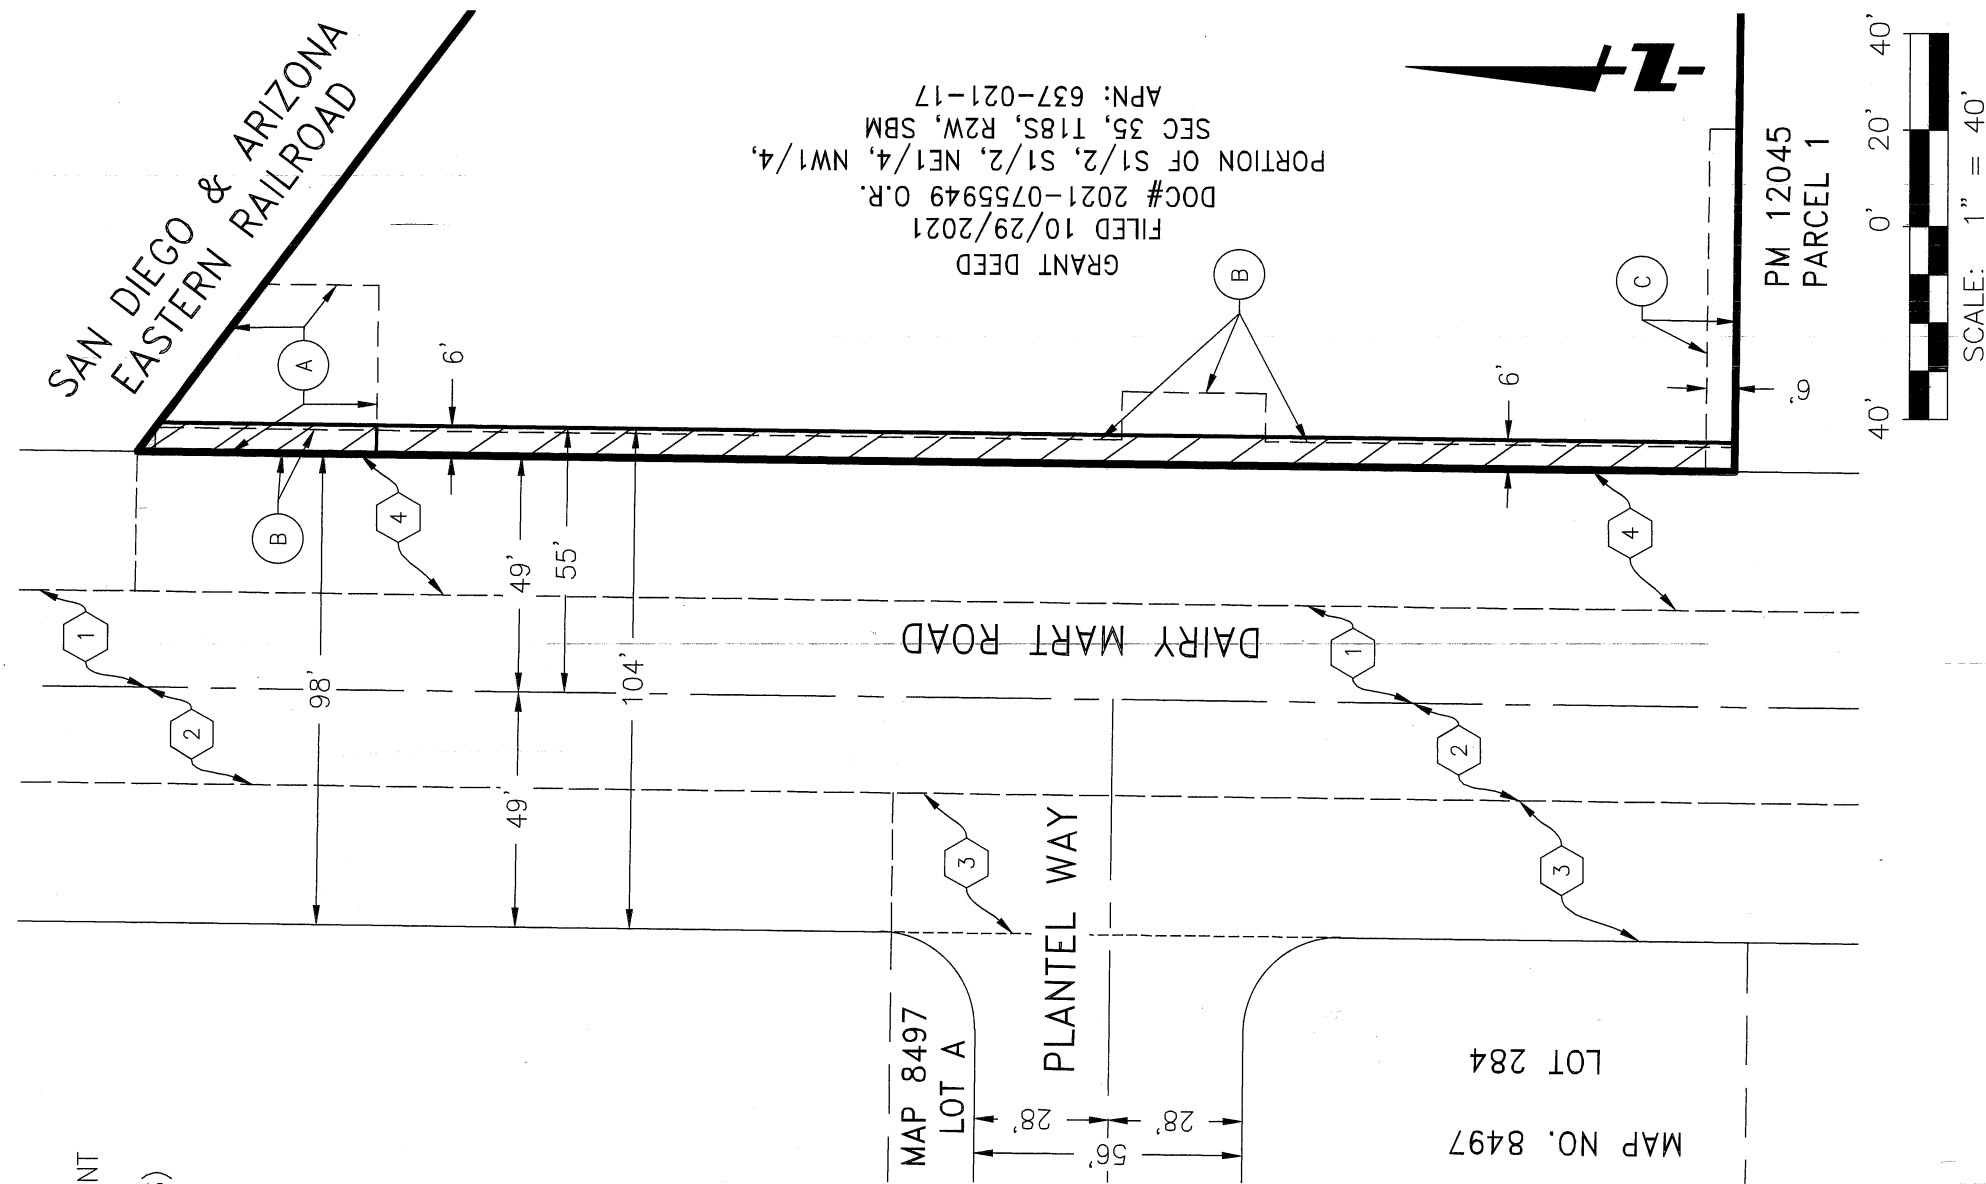 SAN DIEGO & ARIZONA
EASTERN RAILROAD
GRANT DEED
FILED 10/29/2021
DOC# 2021-0755949 O.R.
PORTION OF S1/2, S1/2, NE1/4, NW1/4,
SEC 35, T18S, R2W, SBM
APN: 637-021-17
N
PM 12045
PARCEL 1
40' 20' 0' 40'
SCALE: 1" = 40'
A
B
B
C
6'
6'
6'
4
4
1
1
2
2
3
3
98'
49'
49'
55'
104'
DAIRY MART ROAD
PLANTEL WAY
MAP 8497
LOT A
28'
28'
56'
LOT 284
MAP NO. 8497
NT